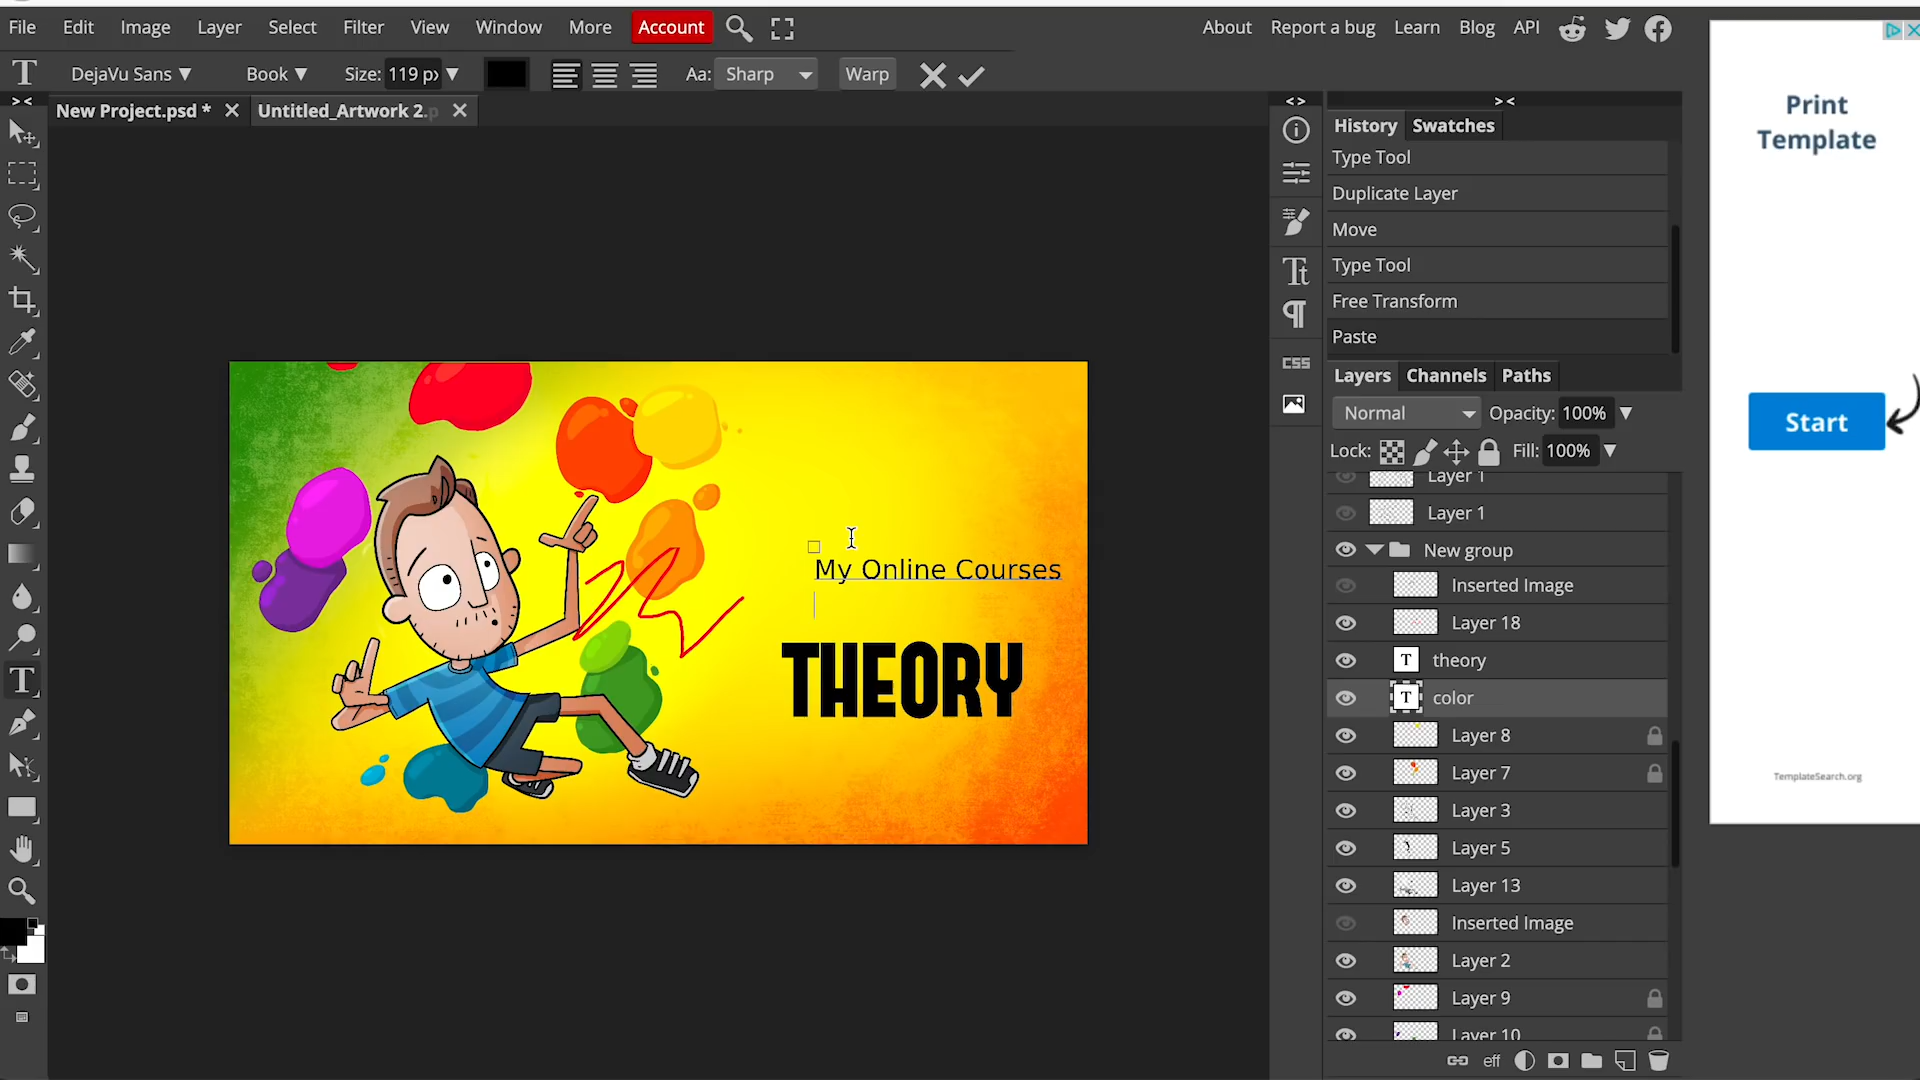 File Edit Image Layer Select Filter View Window More Account About Report a bug Learn Blog API
T DejaVu Sans Book Size: 119 px Aa: Sharp Warp
New Project.psd * Untitled_Artwork 2.p
History Swatches
Type Tool
Duplicate Layer
Move
Type Tool
Free Transform
Paste
CSS
Layers Channels Paths
Normal Opacity: 100%
Lock: Fill: 100%
Layer 1
Layer 1
New group
Inserted Image
Layer 18
T theory
T color
Layer 8
Layer 7
Layer 3
Layer 5
Layer 13
Inserted Image
Layer 2
Layer 9
Layer 10
eff
My Online Courses
THEORY
Print
Template
Start
TemplateSearch.org